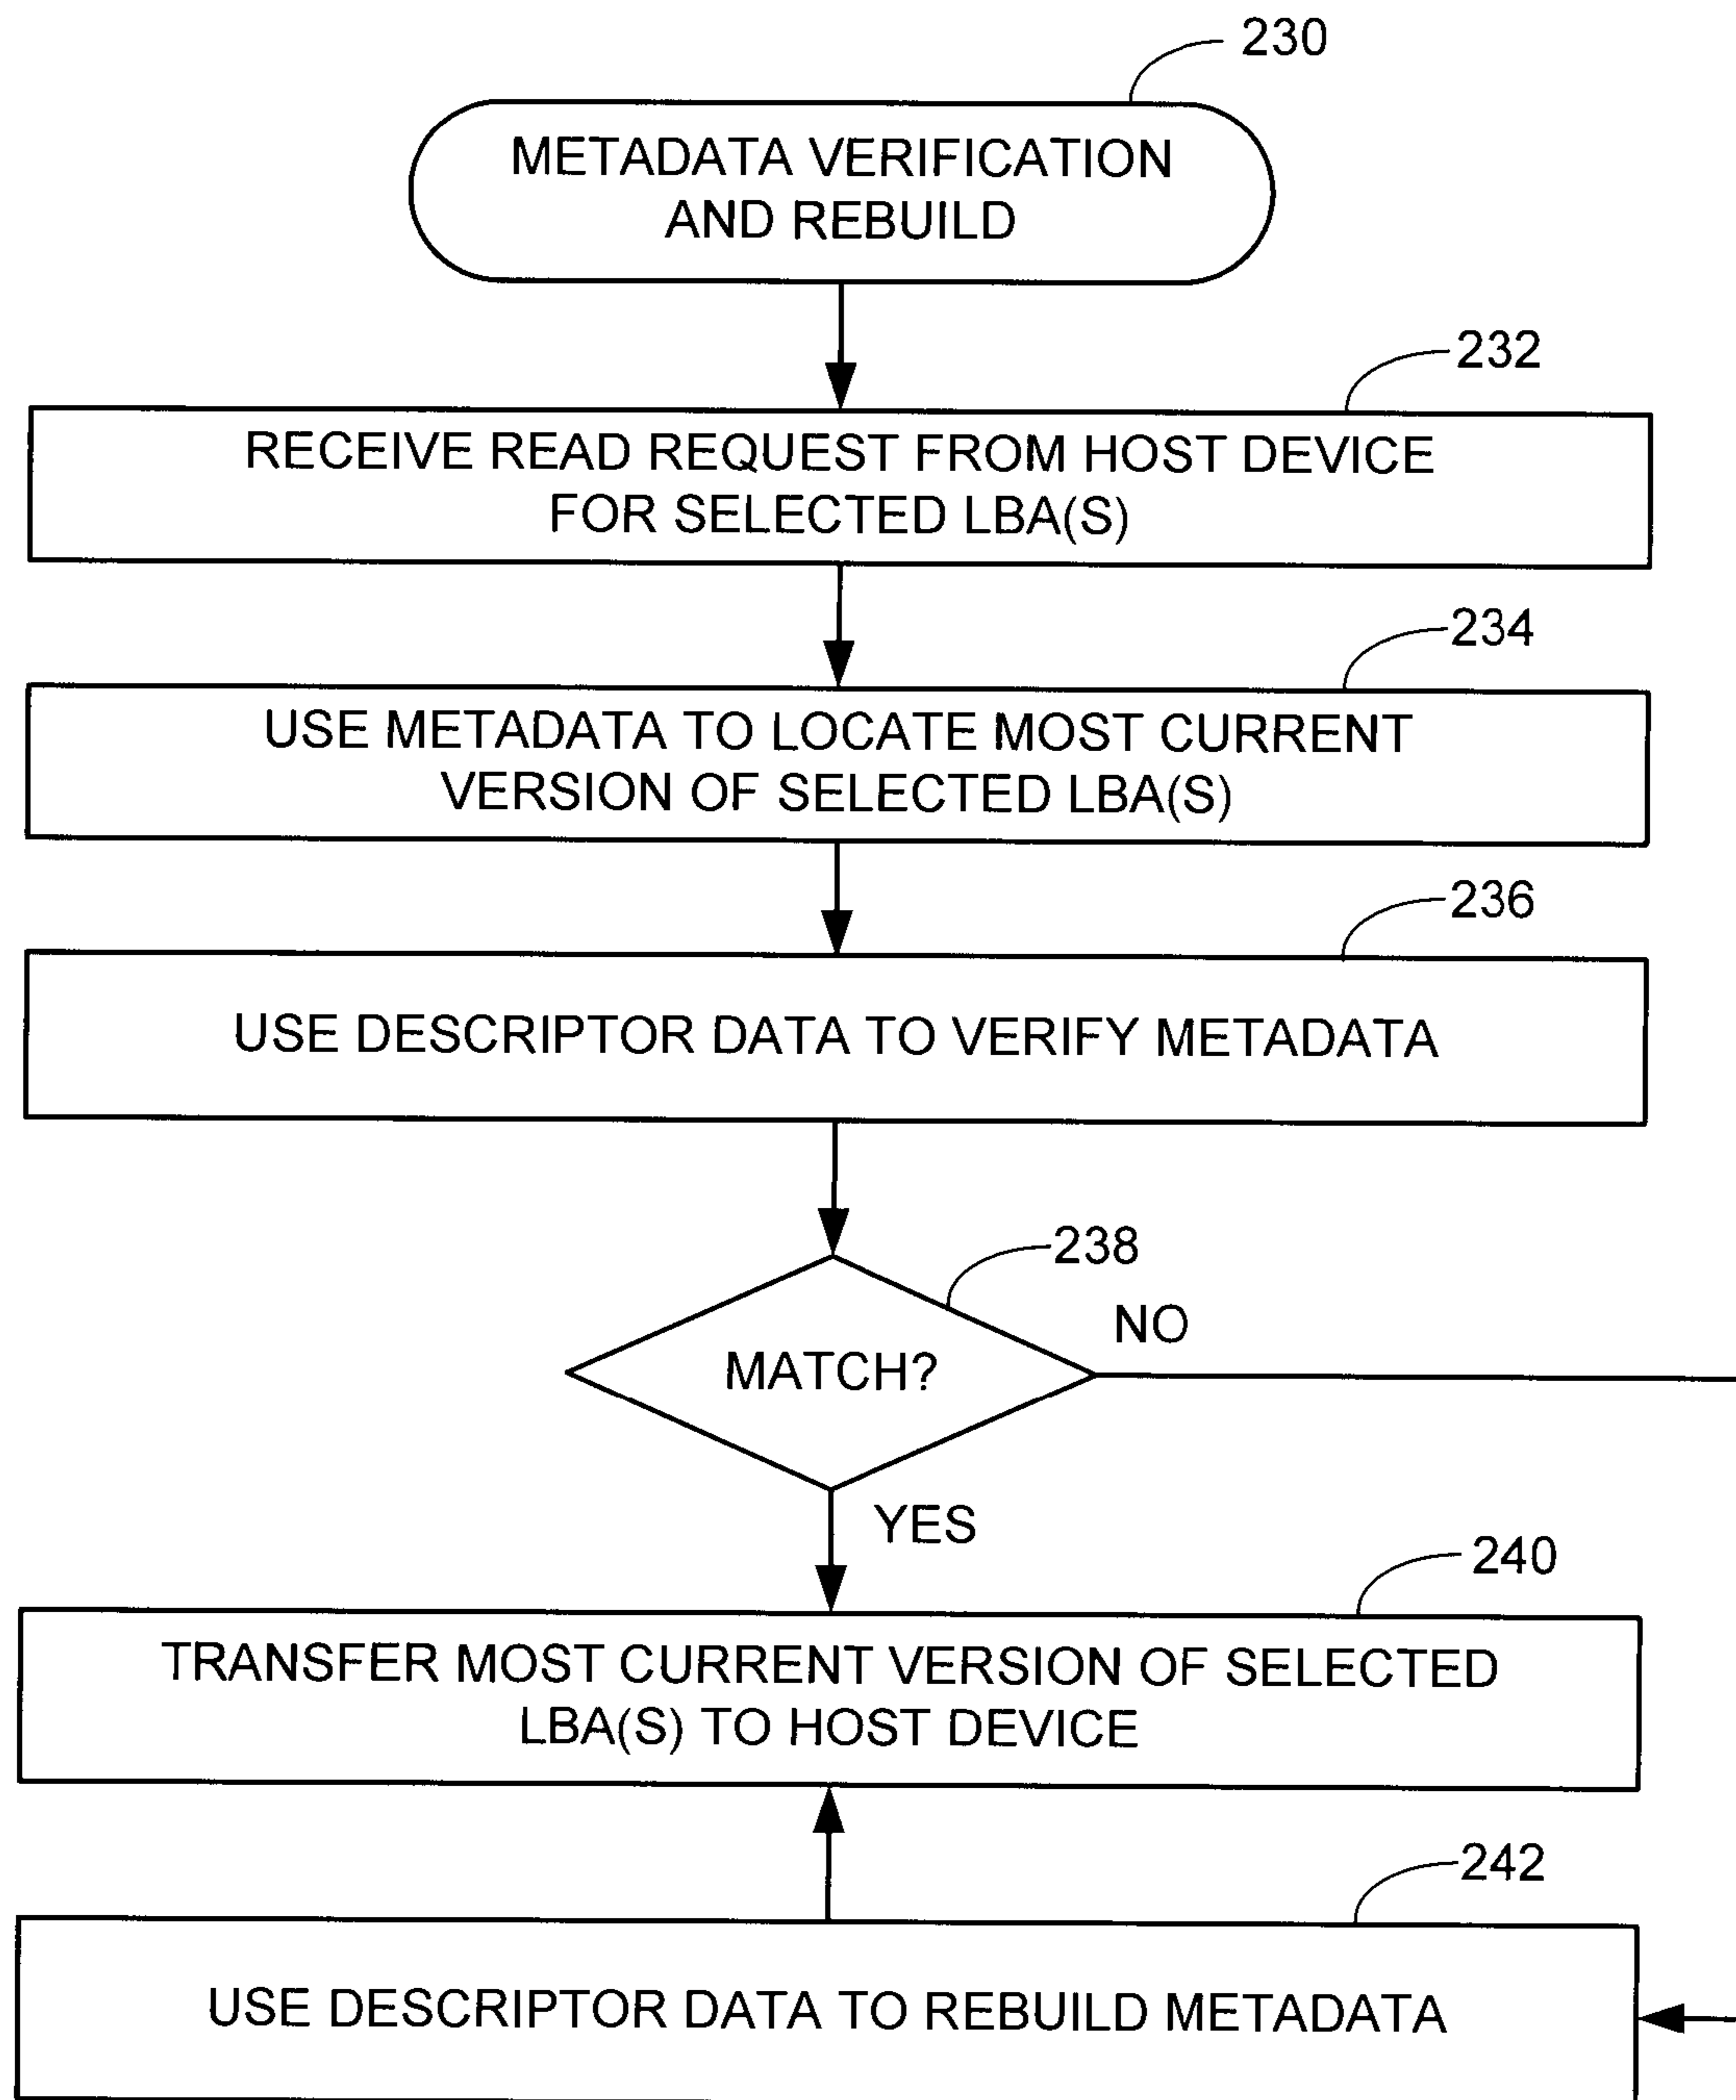 230
METADATA VERIFICATION
AND REBUILD
232
RECEIVE READ REQUEST FROM HOST DEVICE
FOR SELECTED LBA(S)
234
USE METADATA TO LOCATE MOST CURRENT
VERSION OF SELECTED LBA(S)
236
USE DESCRIPTOR DATA TO VERIFY METADATA
238
NO
MATCH?
YES
240
TRANSFER MOST CURRENT VERSION OF SELECTED
LBA(S) TO HOST DEVICE
242
USE DESCRIPTOR DATA TO REBUILD METADATA